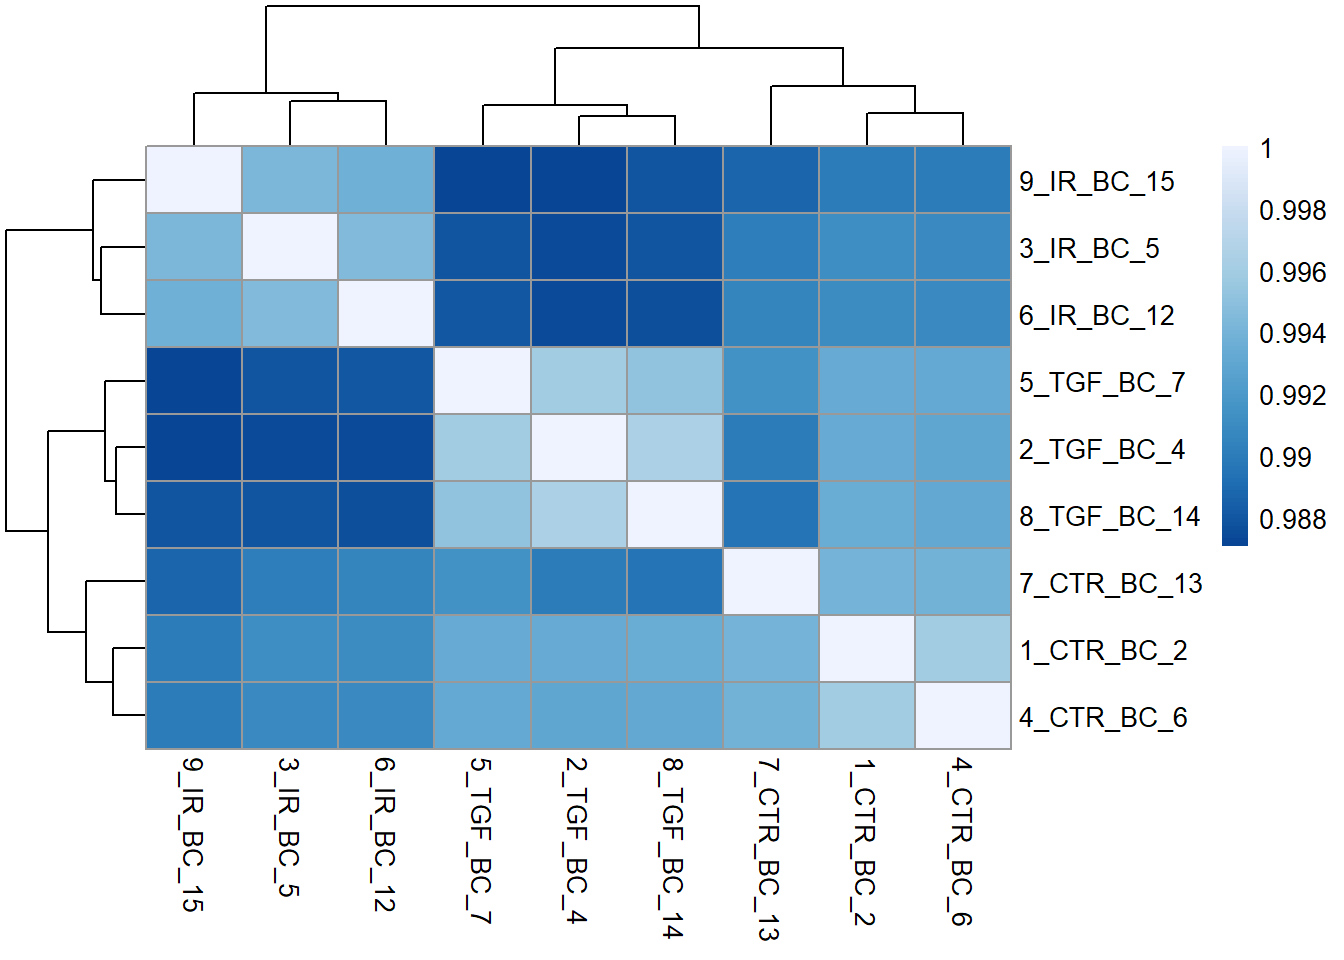 1
0.998
0.996
0.994
0.992
0.99
0.988
9_IR_BC_15
3_IR_BC_5
6_IR_BC_12
5_TGF_BC_7
2_TGF_BC_4
8_TGF_BC_14
7_CTR_BC_13
1_CTR_BC_2
4_CTR_BC_6
9_IR_BC_15
3_IR_BC_5
6_IR_BC_12
5_TGF_BC_7
2_TGF_BC_4
8_TGF_BC_14
7_CTR_BC_13
1_CTR_BC_2
4_CTR_BC_6